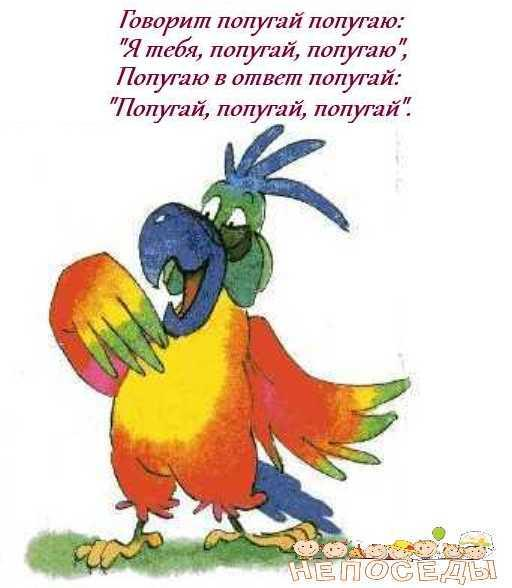 Говорит попугай попугаю:
"Я тебя, попугай, попугаю",
Попугаю в ответ попугай:
"Попугай, попугай, попугай".
НЕПОСЕДЫ